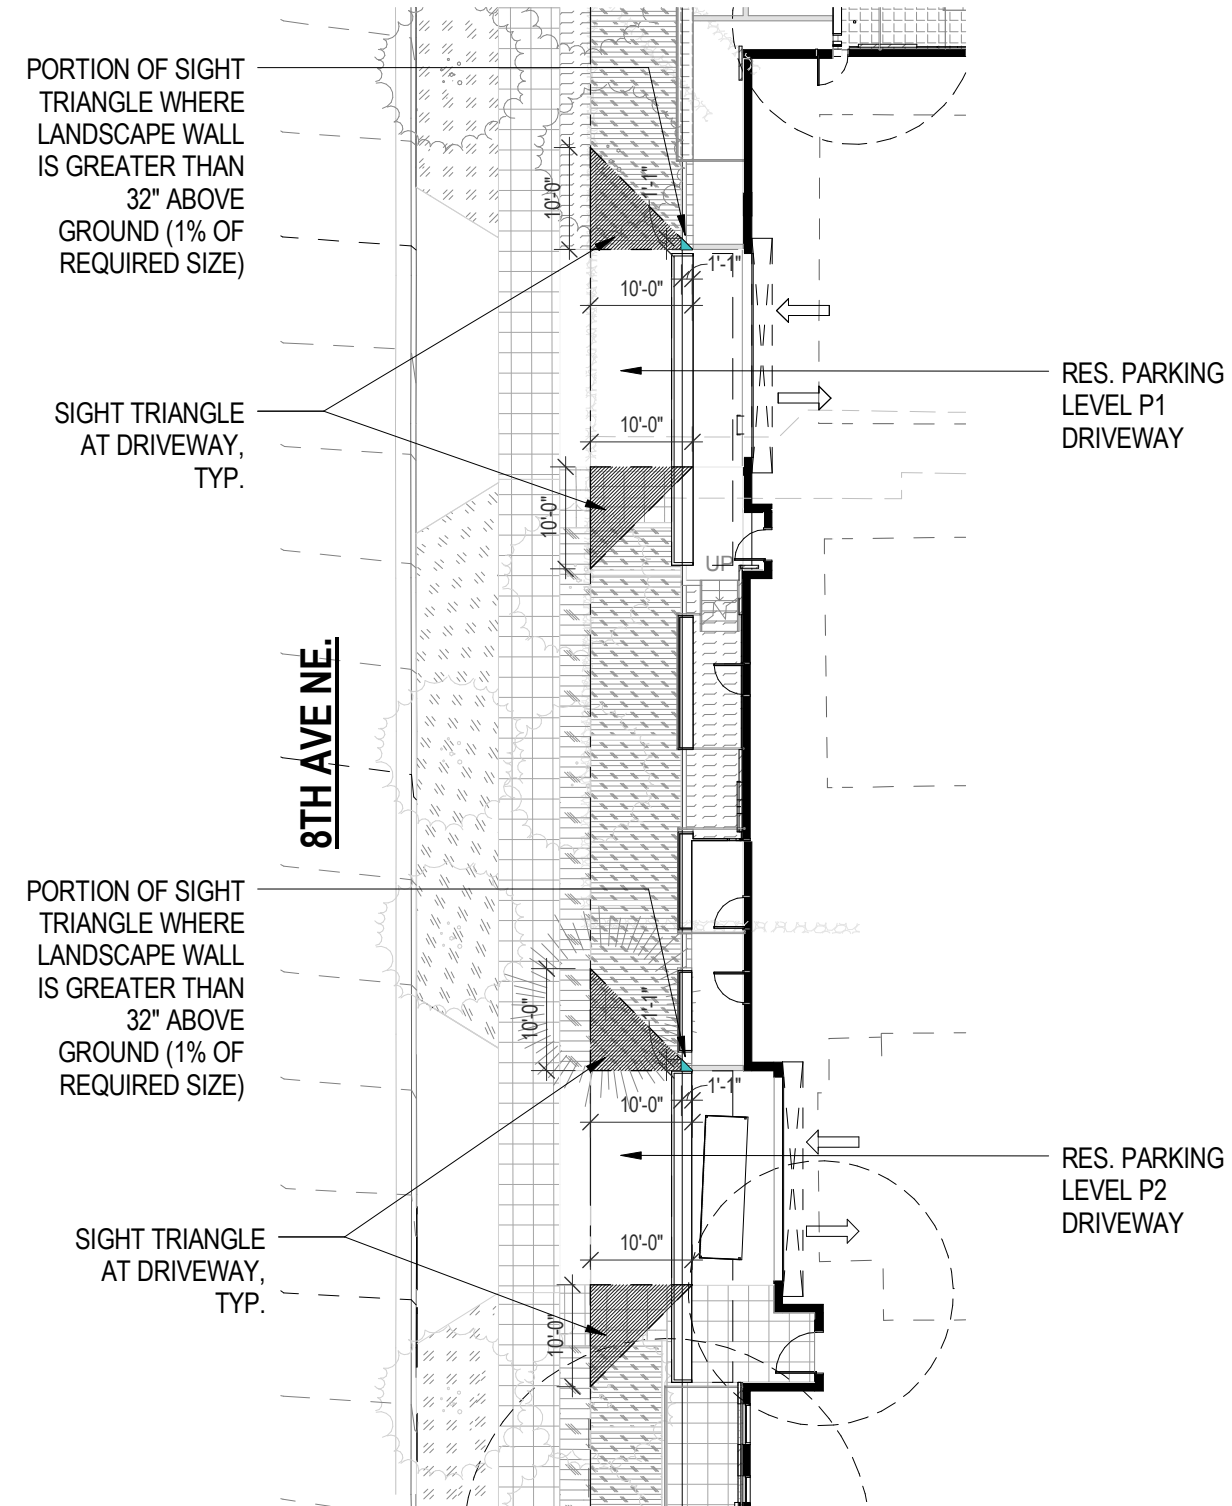 PORTION OF SIGHT
TRIANGLE WHERE
LANDSCAPE WALL
IS GREATER THAN
32" ABOVE
GROUND (1% OF
REQUIRED SIZE)
10'-0"
1'-1"
1'-1"
10'-0"
RES. PARKING
LEVEL P1
DRIVEWAY
SIGHT TRIANGLE
AT DRIVEWAY,
TYP.
10'-0"
10'-0"
UP
8TH AVE NE.
PORTION OF SIGHT
TRIANGLE WHERE
LANDSCAPE WALL
IS GREATER THAN
32" ABOVE
GROUND (1% OF
REQUIRED SIZE)
10'-0"
1'-1"
1'-1"
10'-0"
RES. PARKING
LEVEL P2
DRIVEWAY
SIGHT TRIANGLE
AT DRIVEWAY,
TYP.
10'-0"
10'-0"